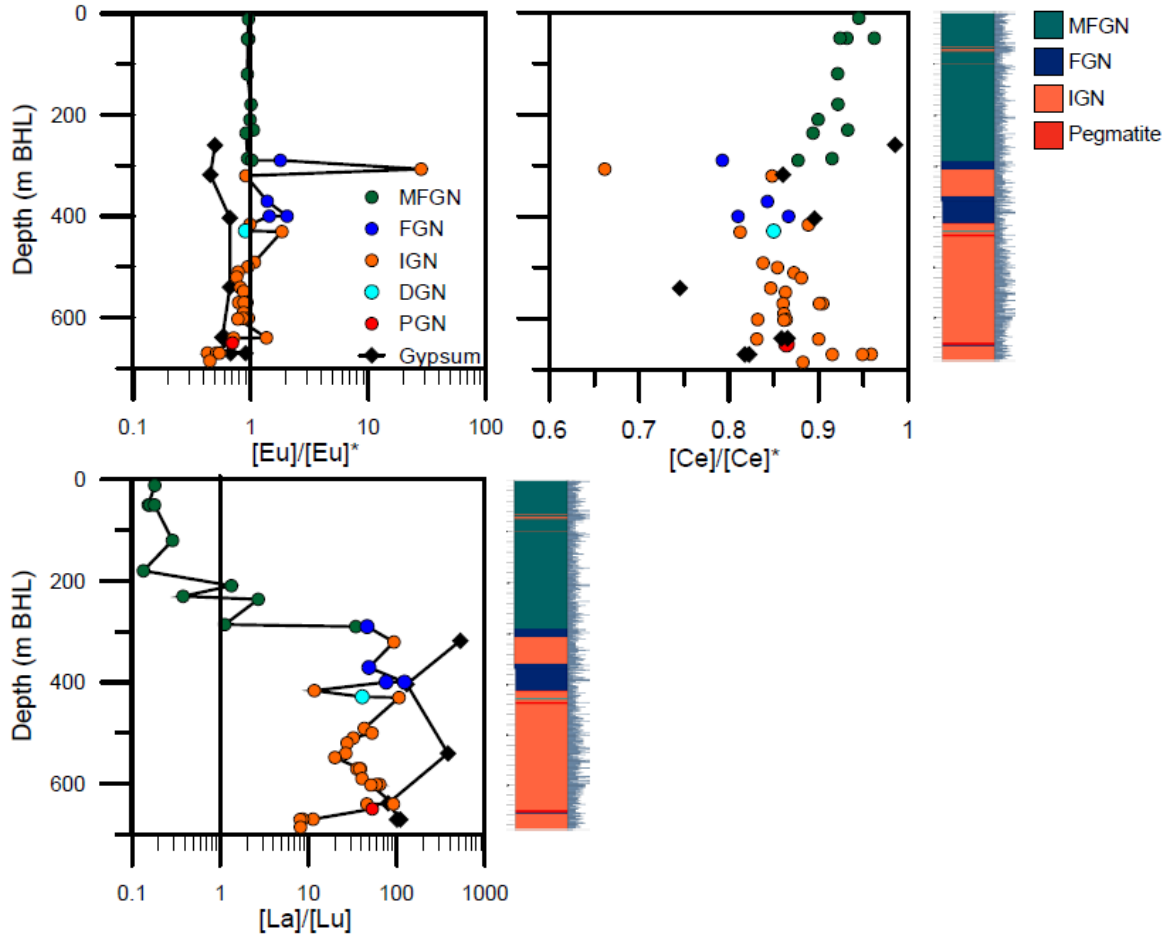 0
200
400
600
Depth (m BHL)
MFGN
FGN
IGN
DGN
PGN
Gypsum
0.1
1
10
100
[Eu]/[Eu]*
0.6
0.7
0.8
0.9
1
[Ce]/[Ce]*
MFGN
FGN
IGN
Pegmatite
0
200
400
600
Depth (m BHL)
0.1
1
10
100
1000
[La]/[Lu]